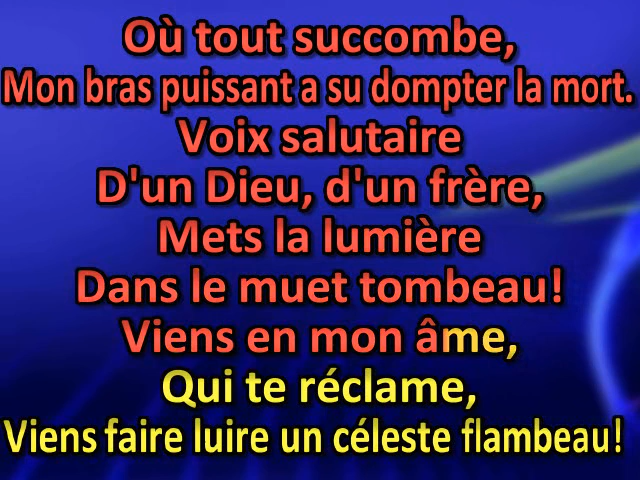 Où tout succombe,
Mon bras puissant a su dompter la mort.
Voix salutaire
D'un Dieu, d'un frère,
Mets la lumière
Dans le muet tombeau!
Viens en mon âme,
Qui te réclame,
Viens faire luire un céleste flambeau!